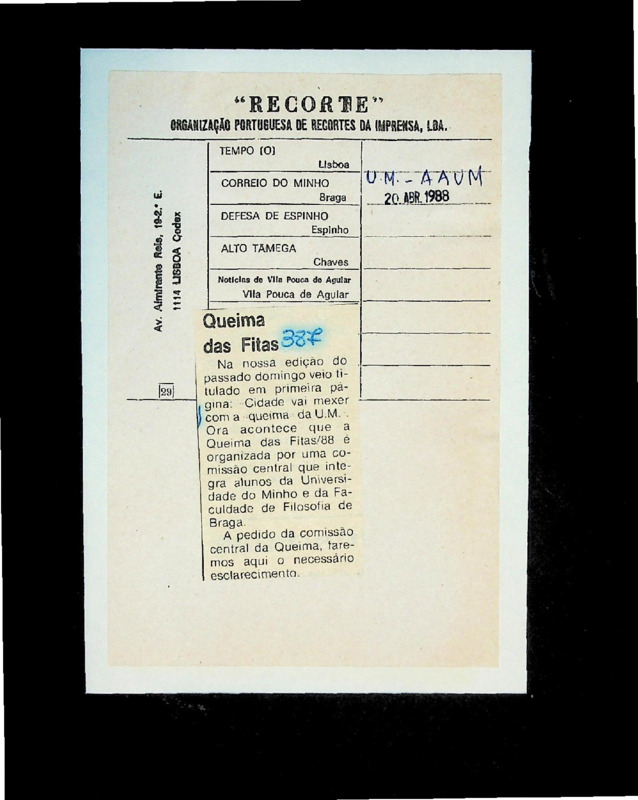 "RECORTE"
ORGANIZAÇÃO PORTUGUESA DE RECORTES DA IMPRENSA, LDA.
Av. Almirante Reis, 19-2.º E.
1114 LISBOA Codex
29
TEMPO (O)
Lisboa
CORREIO DO MINHO
Braga
DEFESA DE ESPINHO
Espinho
ALTO TAMEGA
Chaves
Notícias de Vila Pouca de Aguiar
Vila Pouca de Aguiar
U.M. - AAUM
20 ABR. 1988
Queima
das Fitas 387
Na nossa edição do
passado domingo veio ti-
tulado em primeira pá-
gina: Cidade vai mexer
com a queima da U.M..
Ora acontece que a
Queima das Fitas/88 é
organizada por uma co-
missão central que inte-
gra alunos da Universi-
dade do Minho e da Fa-
culdade de Filosofia de
Braga.
A pedido da comissão
central da Queima, fare-
mos aqui o necessário
esclarecimento.